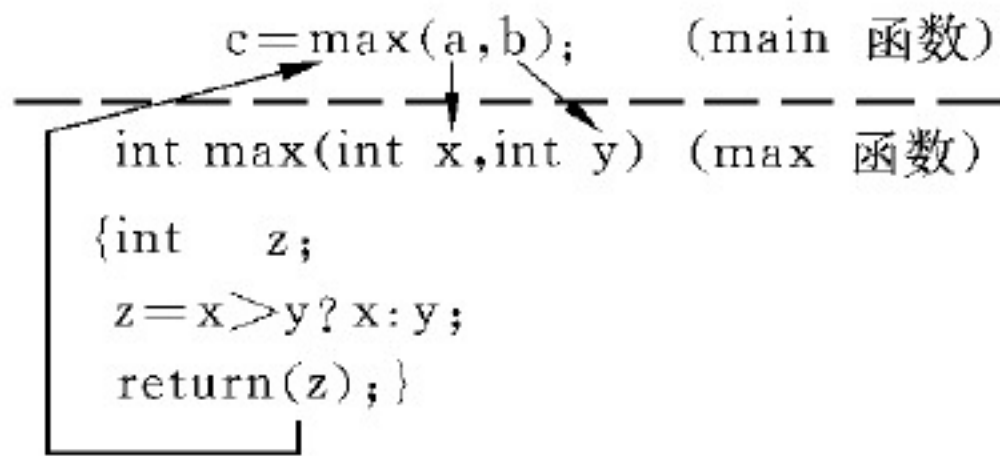 c=max(a,b); (main 函数)
int max(int x,int y) (max 函数)
{int z;
z=x>y?x:y;
return(z);}